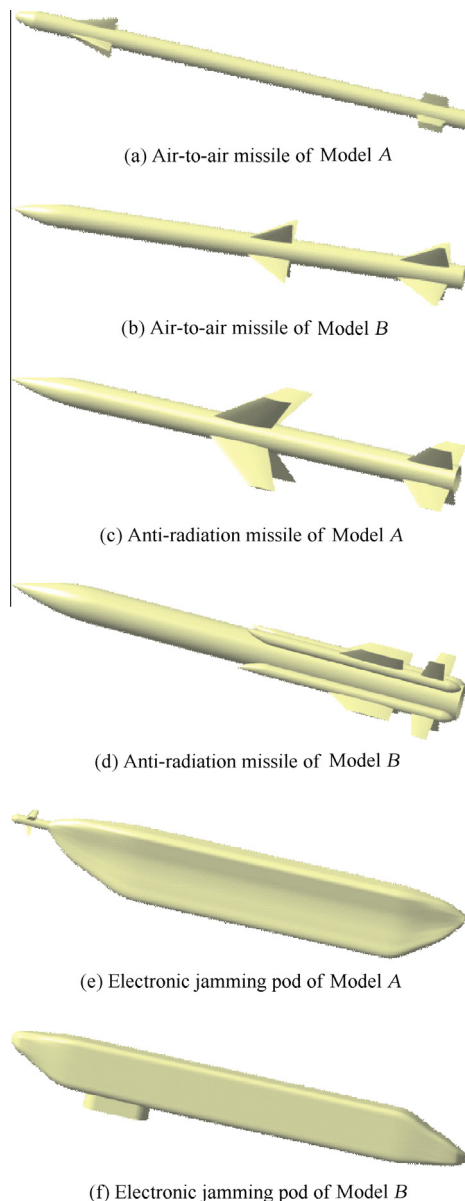 (a) Air-to-air missile of Model A
(b) Air-to-air missile of Model B
(c) Anti-radiation missile of Model A
(d) Anti-radiation missile of Model B
(e) Electronic jamming pod of Model A
(f) Electronic jamming pod of Model B